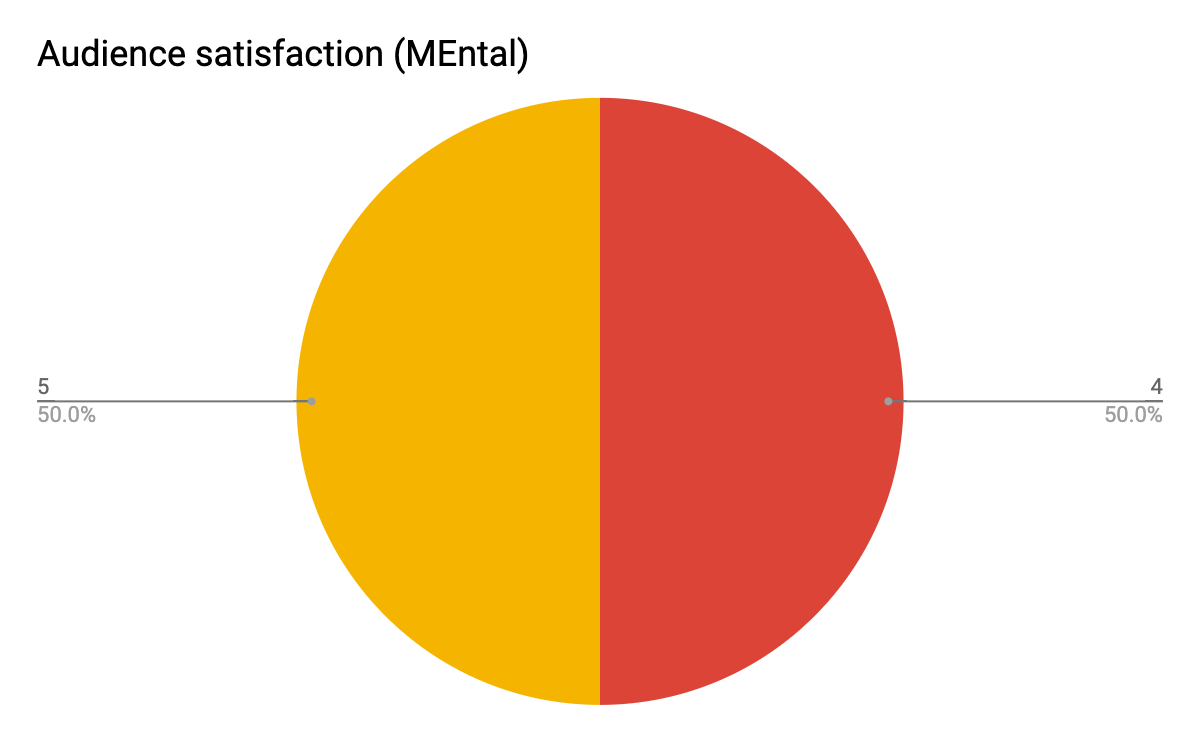 Audience satisfaction (MEntal)
5
50.0%
4
50.0%